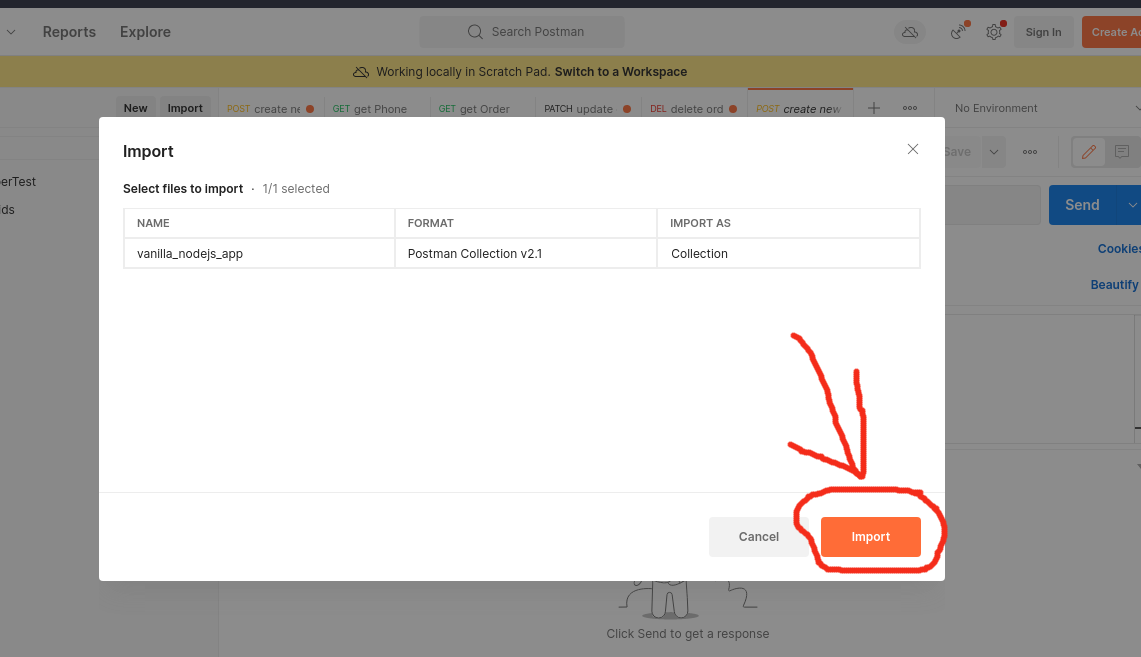 Reports Explore Search Postman Sign In Create Ac
Working locally in Scratch Pad. Switch to a Workspace
New Import POST create ne GET get Phone GET get Order PATCH update DEL delete ord POST create new No Environment
Import
Save
erTest
Select files to import · 1/1 selected
ids
Send
NAME FORMAT IMPORT AS
vanilla_nodejs_app Postman Collection v2.1 Collection
Cookies
Beautify
Cancel Import
Click Send to get a response